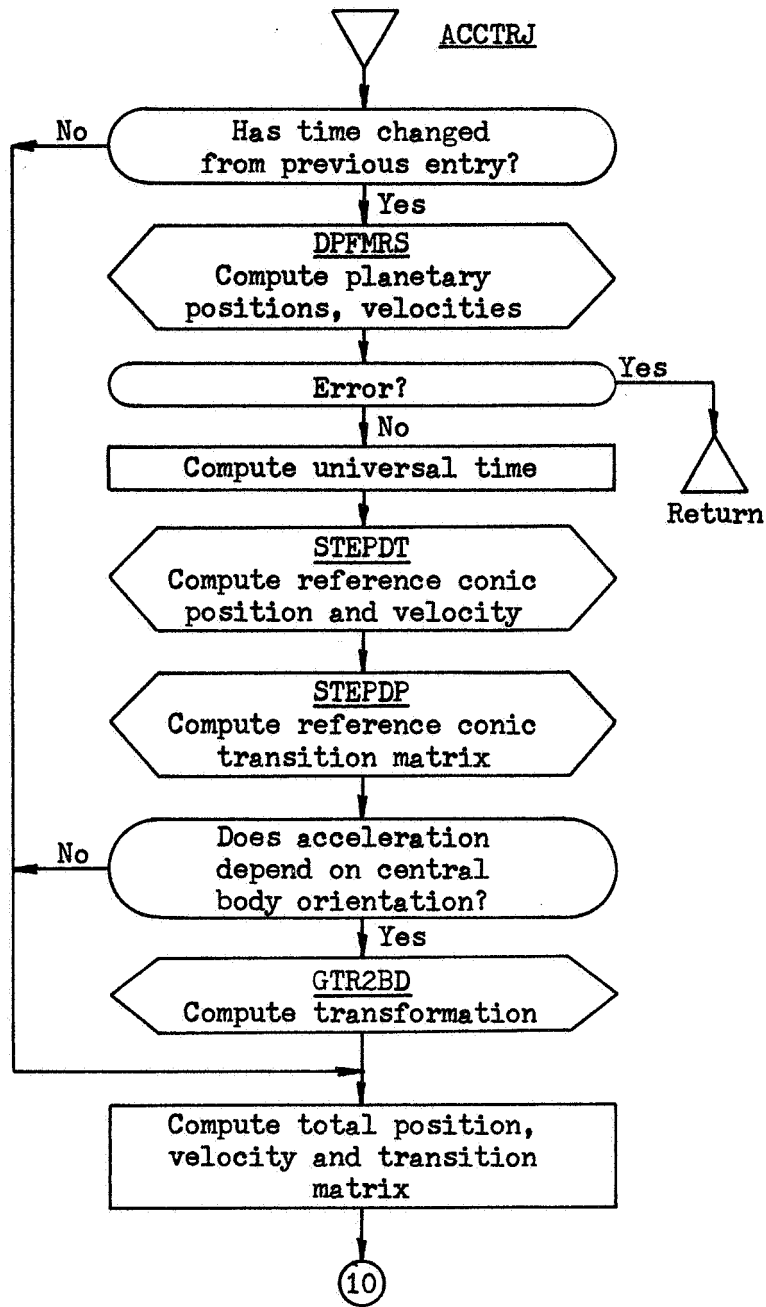 ACCTRJ
Has time changed
from previous entry?
No
Yes
DPFMRS
Compute planetary
positions, velocities
Error?
Yes
No
Return
Compute universal time
STEPDT
Compute reference conic
position and velocity
STEPDP
Compute reference conic
transition matrix
Does acceleration
depend on central
body orientation?
No
Yes
GTR2BD
Compute transformation
Compute total position,
velocity and transition
matrix
10